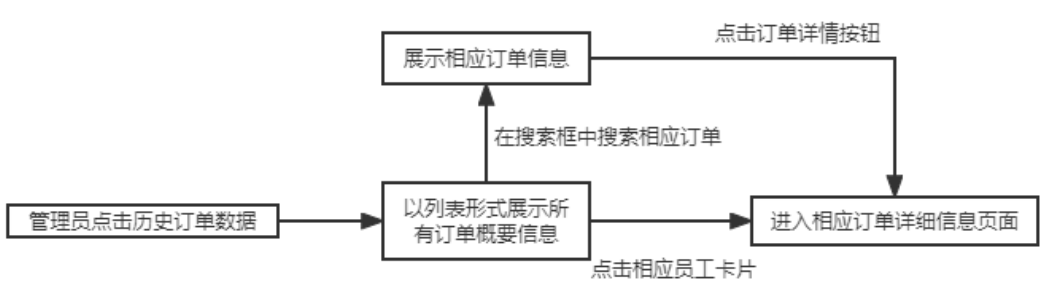 点击订单详情按钮
展示相应订单信息
在搜索框中搜索相应订单
管理员点击历史订单数据
以列表形式展示所
有订单概要信息
进入相应订单详细信息页面
点击相应员工卡片